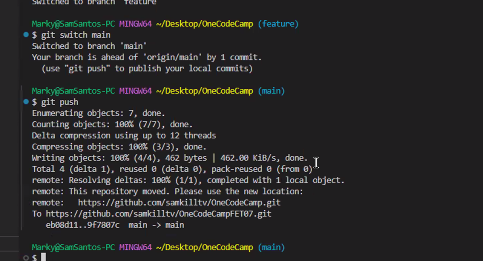 Switched to branch 'feature'
Marky@SamSantos-PC MINGW64 ~/Desktop/OneCodeCamp (feature)
$ git switch main
Switched to branch 'main'
Your branch is ahead of 'origin/main' by 1 commit.
  (use "git push" to publish your local commits)
Marky@SamSantos-PC MINGW64 ~/Desktop/OneCodeCamp (main)
$ git push
Enumerating objects: 7, done.
Counting objects: 100% (7/7), done.
Delta compression using up to 12 threads
Compressing objects: 100% (3/3), done.
Writing objects: 100% (4/4), 462 bytes | 462.00 KiB/s, done.
Total 4 (delta 1), reused 0 (delta 0), pack-reused 0 (from 0)
remote: Resolving deltas: 100% (1/1), completed with 1 local object.
remote: This repository moved. Please use the new location:
remote:   https://github.com/samkilltv/OneCodeCamp.git
To https://github.com/samkilltv/OneCodeCampFET07.git
   eb08d11..9f7807c  main -> main
Marky@SamSantos-PC MINGW64 ~/Desktop/OneCodeCamp (main)
$